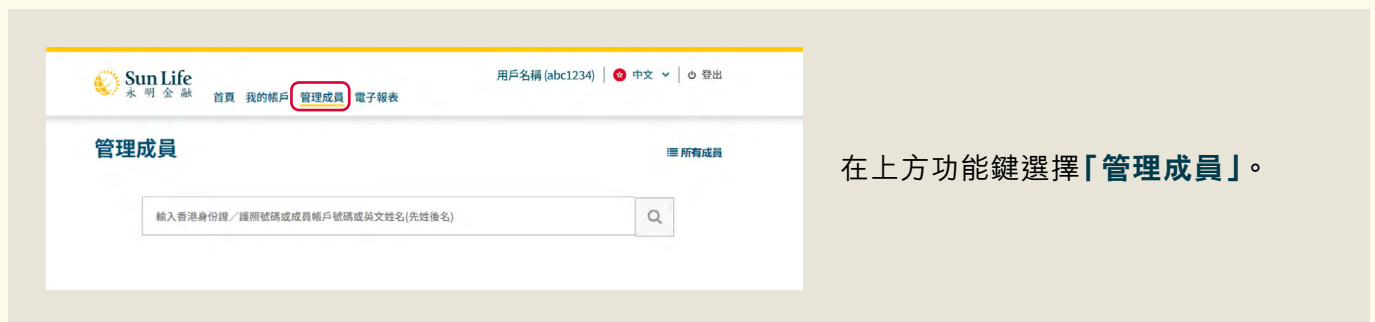 Sun Life
永明金融
用戶名稱 (abc1234) | 中文 | 登出
首頁 我的帳戶 管理成員 電子報表
管理成員
所有成員
輸入香港身份證／護照號碼或成員帳戶號碼或英文姓名(先姓後名)
在上方功能鍵選擇「管理成員」。